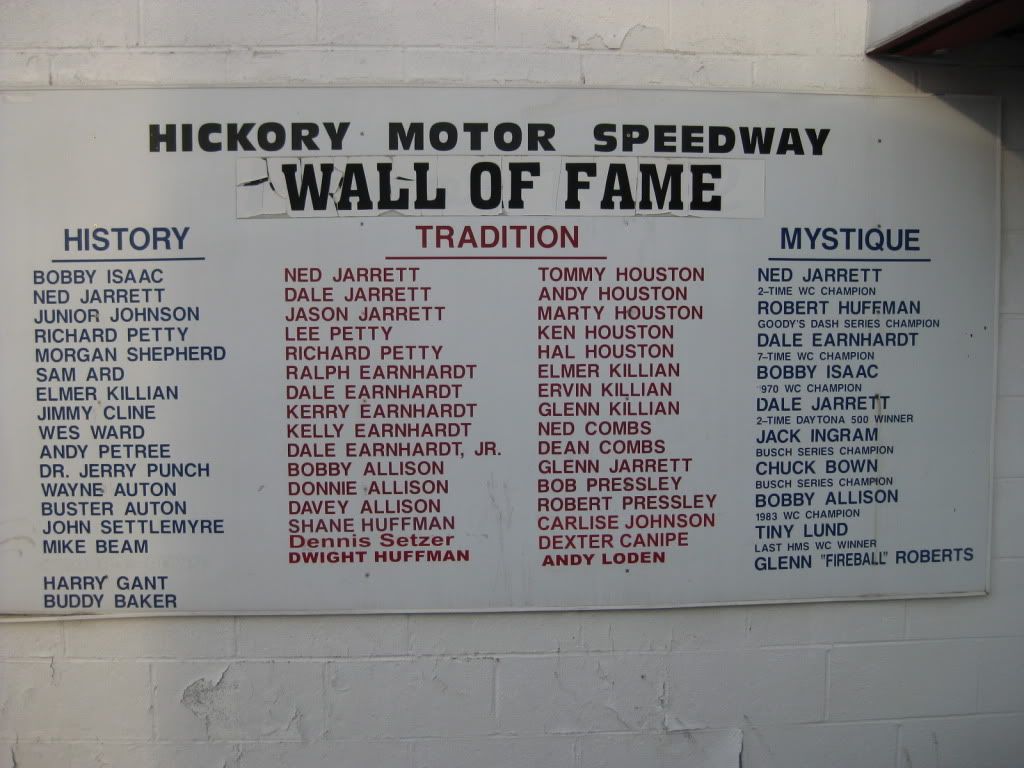 HICKORY MOTOR SPEEDWAY
WALL OF FAME
HISTORY
BOBBY ISAAC
NED JARRETT
JUNIOR JOHNSON
RICHARD PETTY
MORGAN SHEPHERD
SAM ARD
ELMER KILLIAN
JIMMY CLINE
WES WARD
ANDY PETREE
DR. JERRY PUNCH
WAYNE AUTON
BUSTER AUTON
JOHN SETTLEMYRE
MIKE BEAM
HARRY GANT
BUDDY BAKER
TRADITION
NED JARRETT
DALE JARRETT
JASON JARRETT
LEE PETTY
RICHARD PETTY
RALPH EARNHARDT
DALE EARNHARDT
KERRY EARNHARDT
KELLY EARNHARDT
DALE EARNHARDT, JR.
BOBBY ALLISON
DONNIE ALLISON
DAVEY ALLISON
SHANE HUFFMAN
Dennis Setzer
DWIGHT HUFFMAN
TOMMY HOUSTON
ANDY HOUSTON
MARTY HOUSTON
KEN HOUSTON
HAL HOUSTON
ELMER KILLIAN
ERVIN KILLIAN
GLENN KILLIAN
NED COMBS
DEAN COMBS
GLENN JARRETT
BOB PRESSLEY
ROBERT PRESSLEY
CARLISE JOHNSON
DEXTER CANIPE
ANDY LODEN
MYSTIQUE
NED JARRETT
2-TIME WC CHAMPION
ROBERT HUFFMAN
GOODY'S DASH SERIES CHAMPION
DALE EARNHARDT
7-TIME WC CHAMPION
BOBBY ISAAC
1970 WC CHAMPION
DALE JARRETT
2-TIME DAYTONA 500 WINNER
JACK INGRAM
BUSCH SERIES CHAMPION
CHUCK BOWN
BUSCH SERIES CHAMPION
BOBBY ALLISON
1983 WC CHAMPION
TINY LUND
LAST HMS WC WINNER
GLENN "FIREBALL" ROBERTS